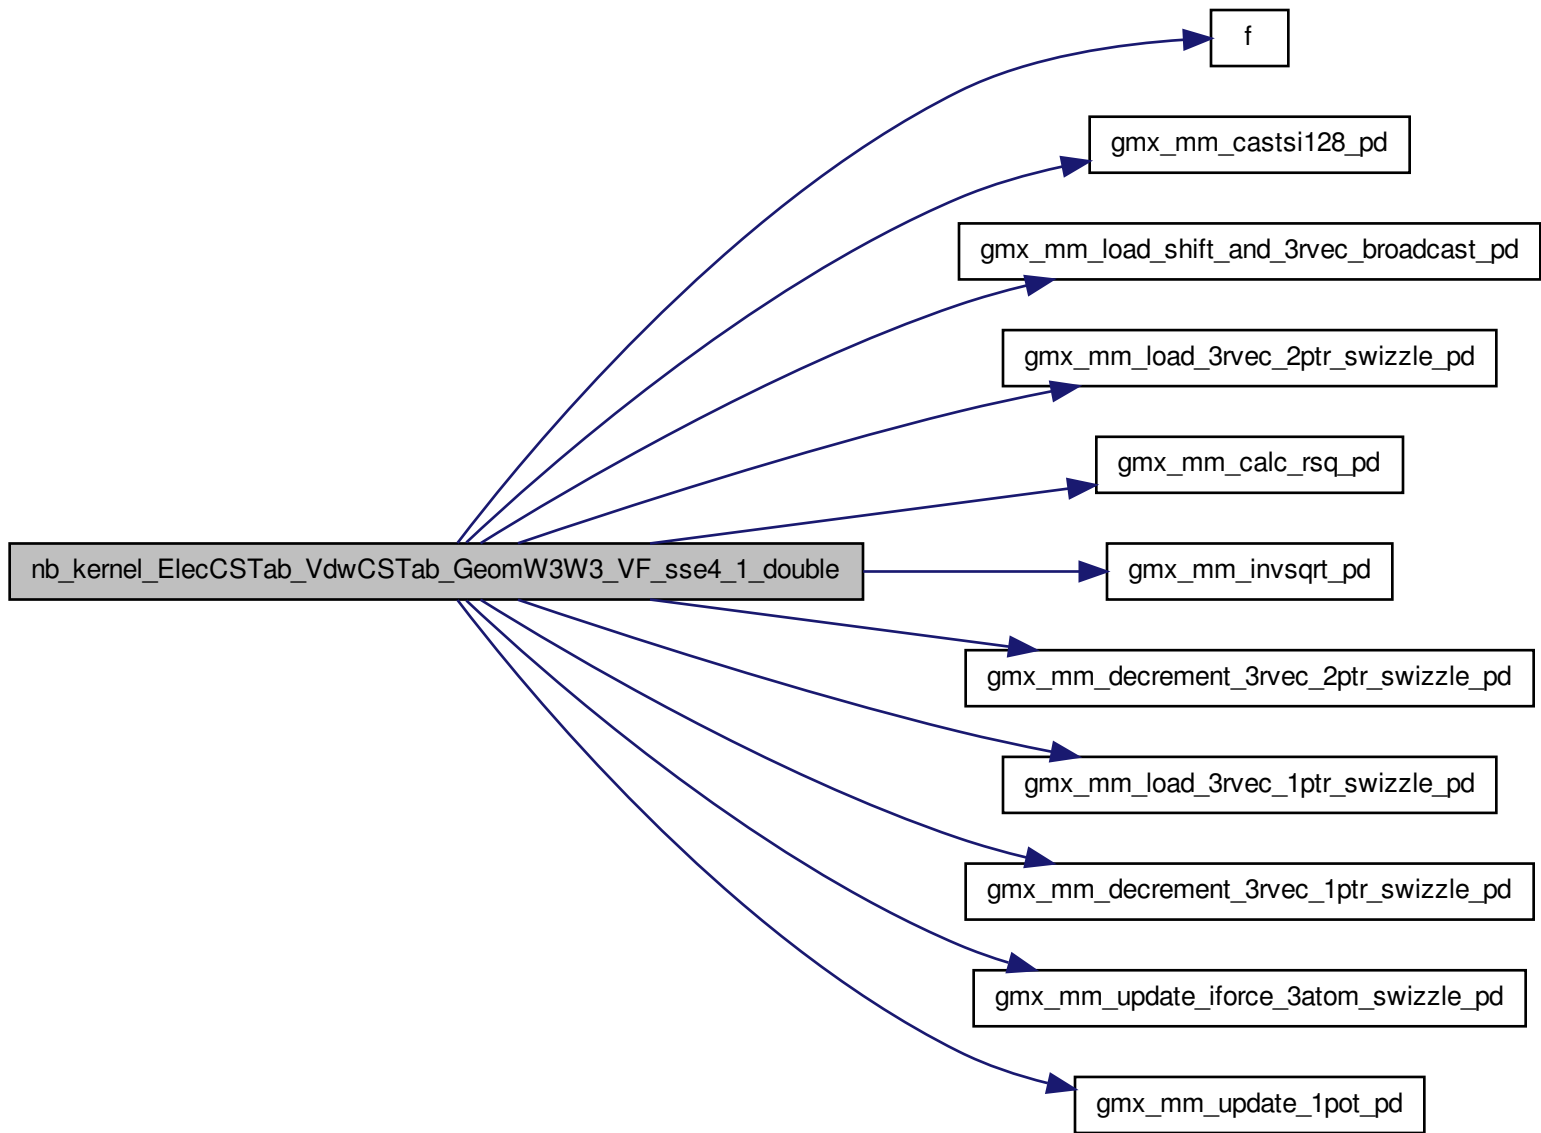 f
gmx_mm_castsi128_pd
gmx_mm_load_shift_and_3rvec_broadcast_pd
gmx_mm_load_3rvec_2ptr_swizzle_pd
gmx_mm_calc_rsq_pd
nb_kernel_ElecCSTab_VdwCSTab_GeomW3W3_VF_sse4_1_double
gmx_mm_invsqrt_pd
gmx_mm_decrement_3rvec_2ptr_swizzle_pd
gmx_mm_load_3rvec_1ptr_swizzle_pd
gmx_mm_decrement_3rvec_1ptr_swizzle_pd
gmx_mm_update_iforce_3atom_swizzle_pd
gmx_mm_update_1pot_pd